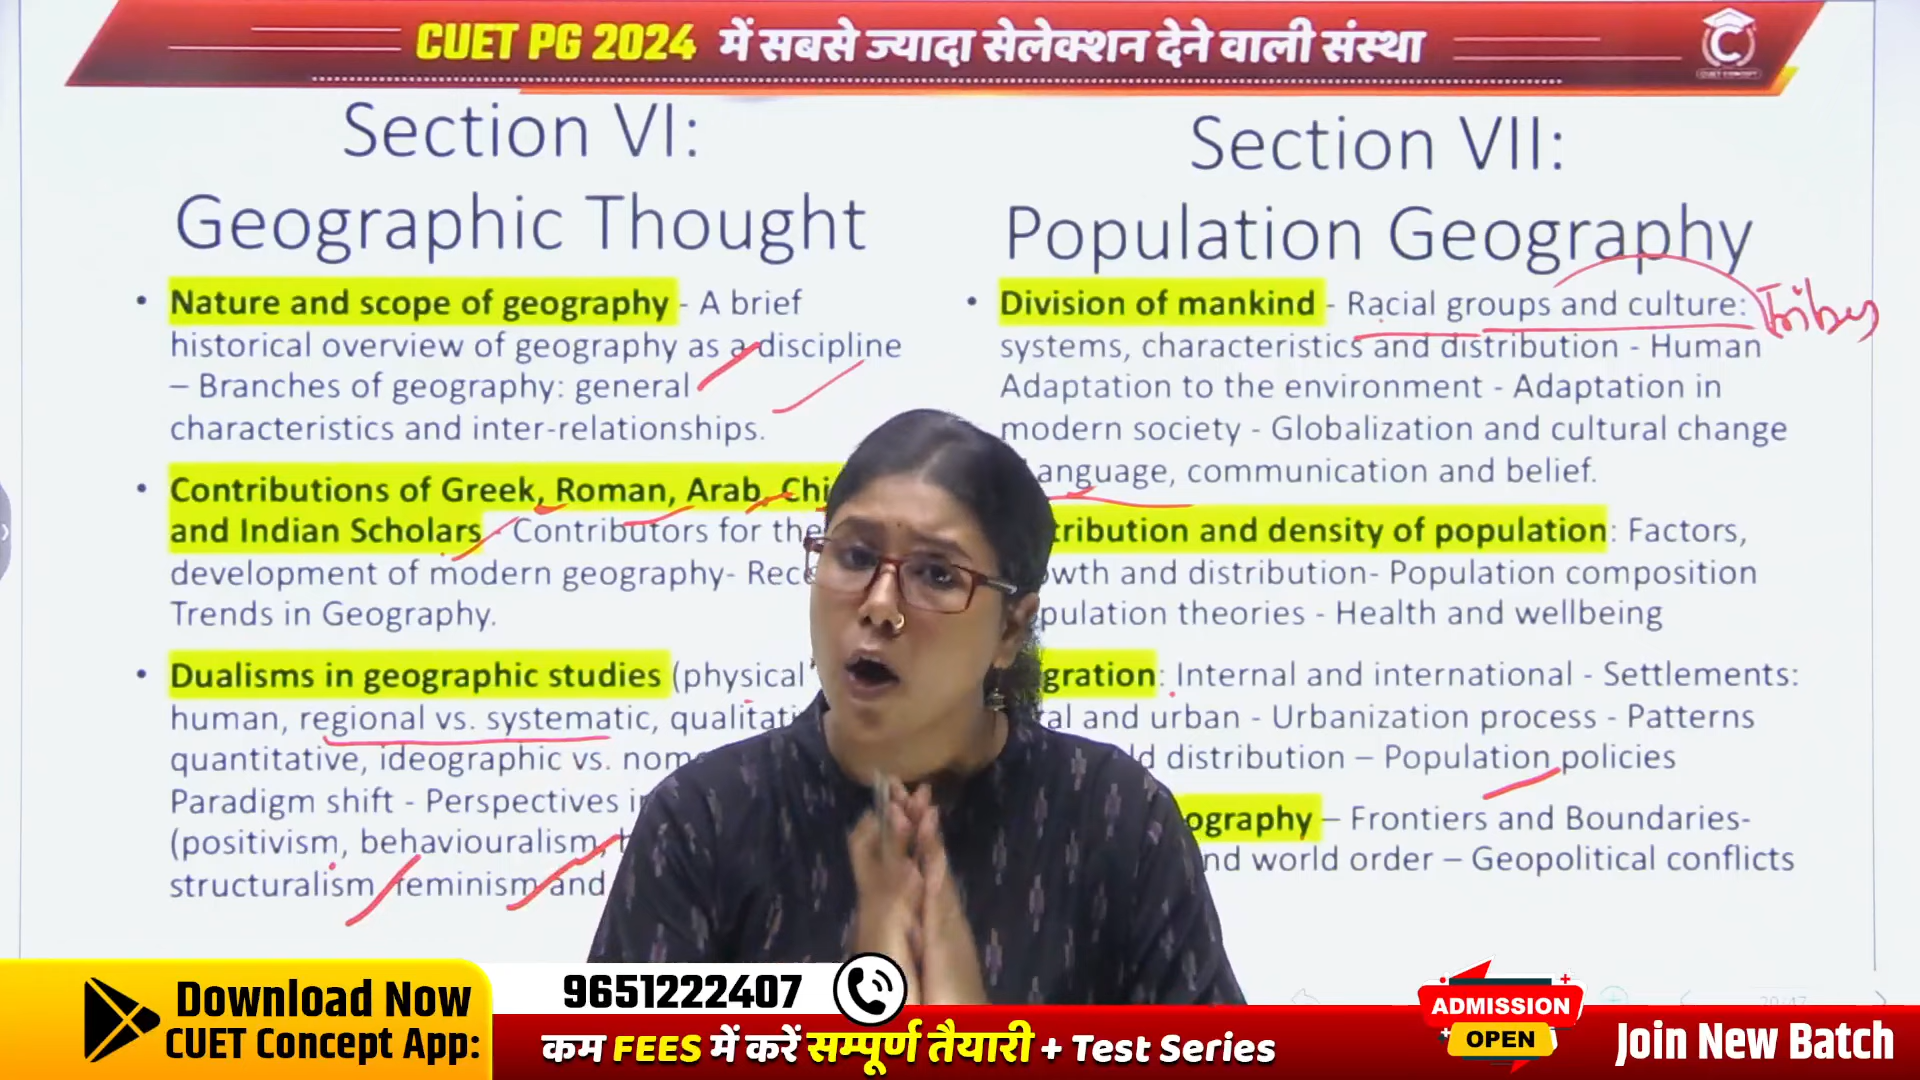 CUET PG 2024 में सबसे ज्यादा सेलेक्शन देने वाली संस्था
CUET CONCEPT
Section VI:
Geographic Thought
• Nature and scope of geography - A brief
historical overview of geography as a discipline
– Branches of geography: general
characteristics and inter-relationships.
• Contributions of Greek, Roman, Arab, Chi
and Indian Scholars - Contributors for the
development of modern geography- Rec
Trends in Geography.
• Dualisms in geographic studies (physical
human, regional vs. systematic, qualitati
quantitative, ideographic vs. nom
Paradigm shift - Perspectives i
(positivism, behaviouralism,
structuralism feminism and
Section VII:
Population Geography
• Division of mankind - Racial groups and culture: Tribes
systems, characteristics and distribution - Human
Adaptation to the environment - Adaptation in
modern society - Globalization and cultural change
anguage, communication and belief.
tribution and density of population: Factors,
wth and distribution- Population composition
pulation theories - Health and wellbeing
gration: Internal and international - Settlements:
al and urban - Urbanization process - Patterns
d distribution – Population policies
ography – Frontiers and Boundaries-
nd world order – Geopolitical conflicts
Download Now
CUET Concept App:
9651222407
कम FEES में करें सम्पूर्ण तैयारी + Test Series
ADMISSION
OPEN
Join New Batch